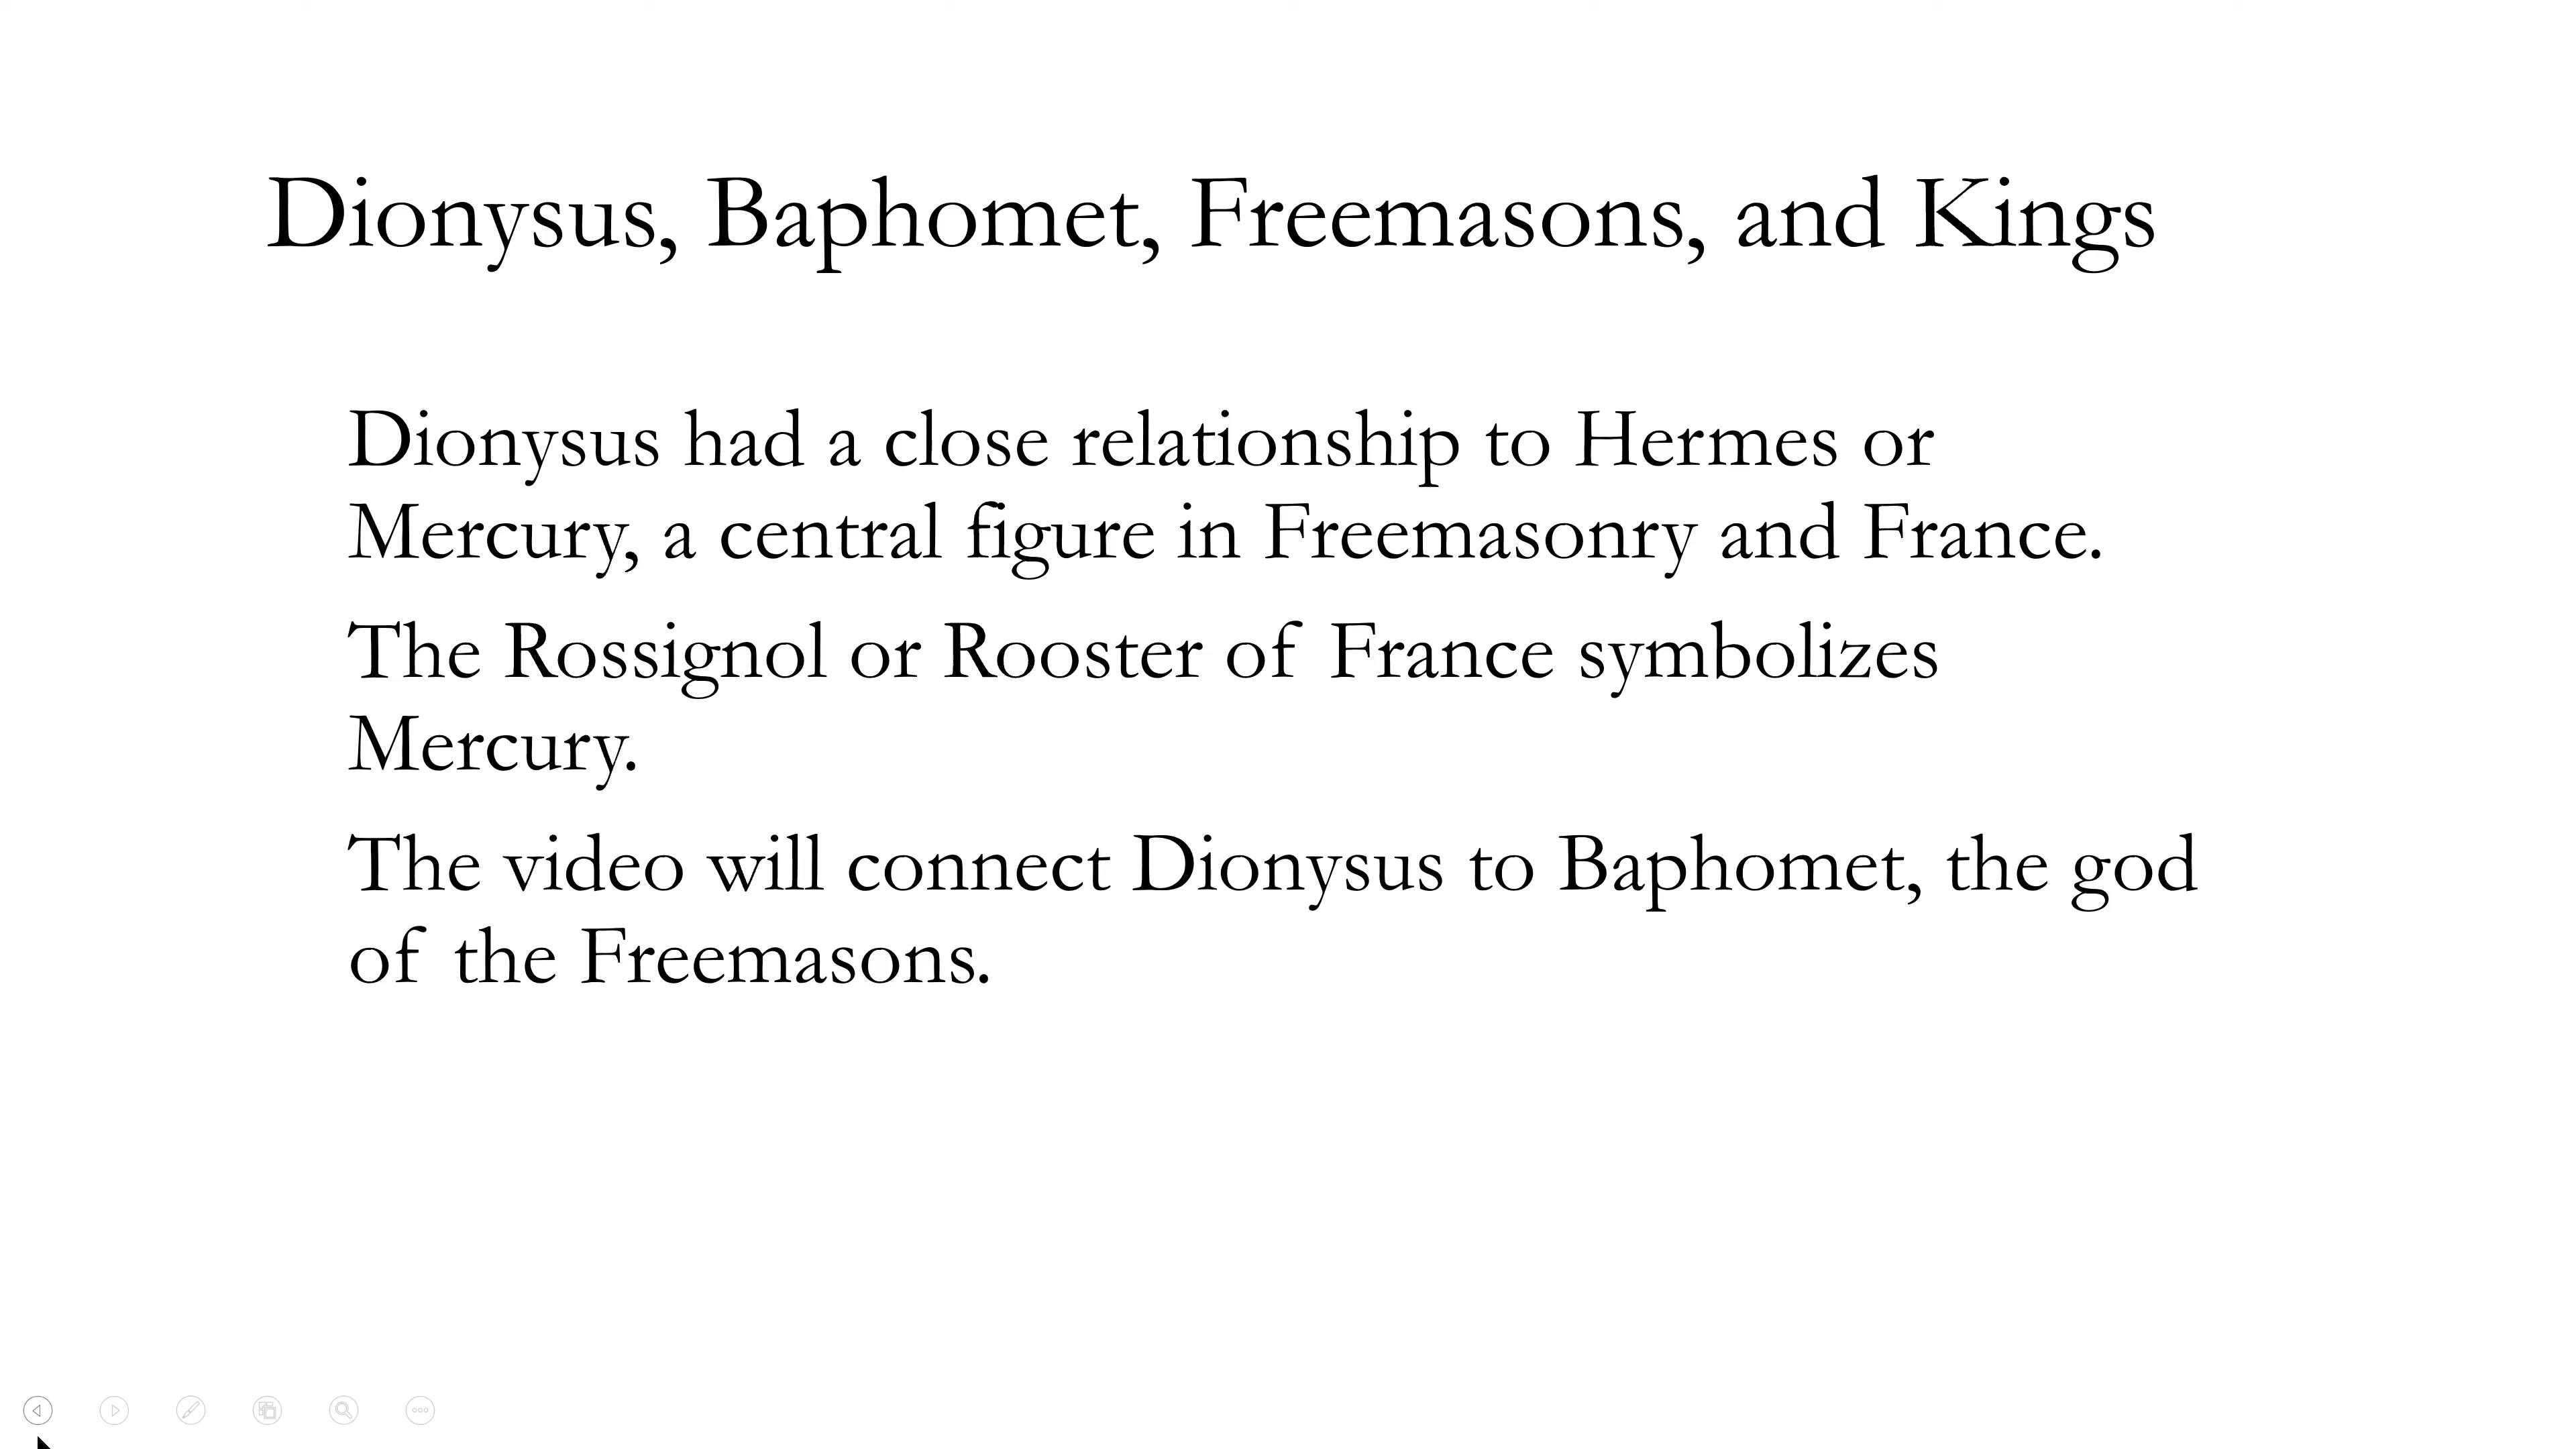 Dionysus, Baphomet, Freemasons, and Kings
Dionysus had a close relationship to Hermes or
Mercury, a central figure in Freemasonry and France.
The Rossignol or Rooster of France symbolizes
Mercury.
The video will connect Dionysus to Baphomet, the god
of the Freemasons.